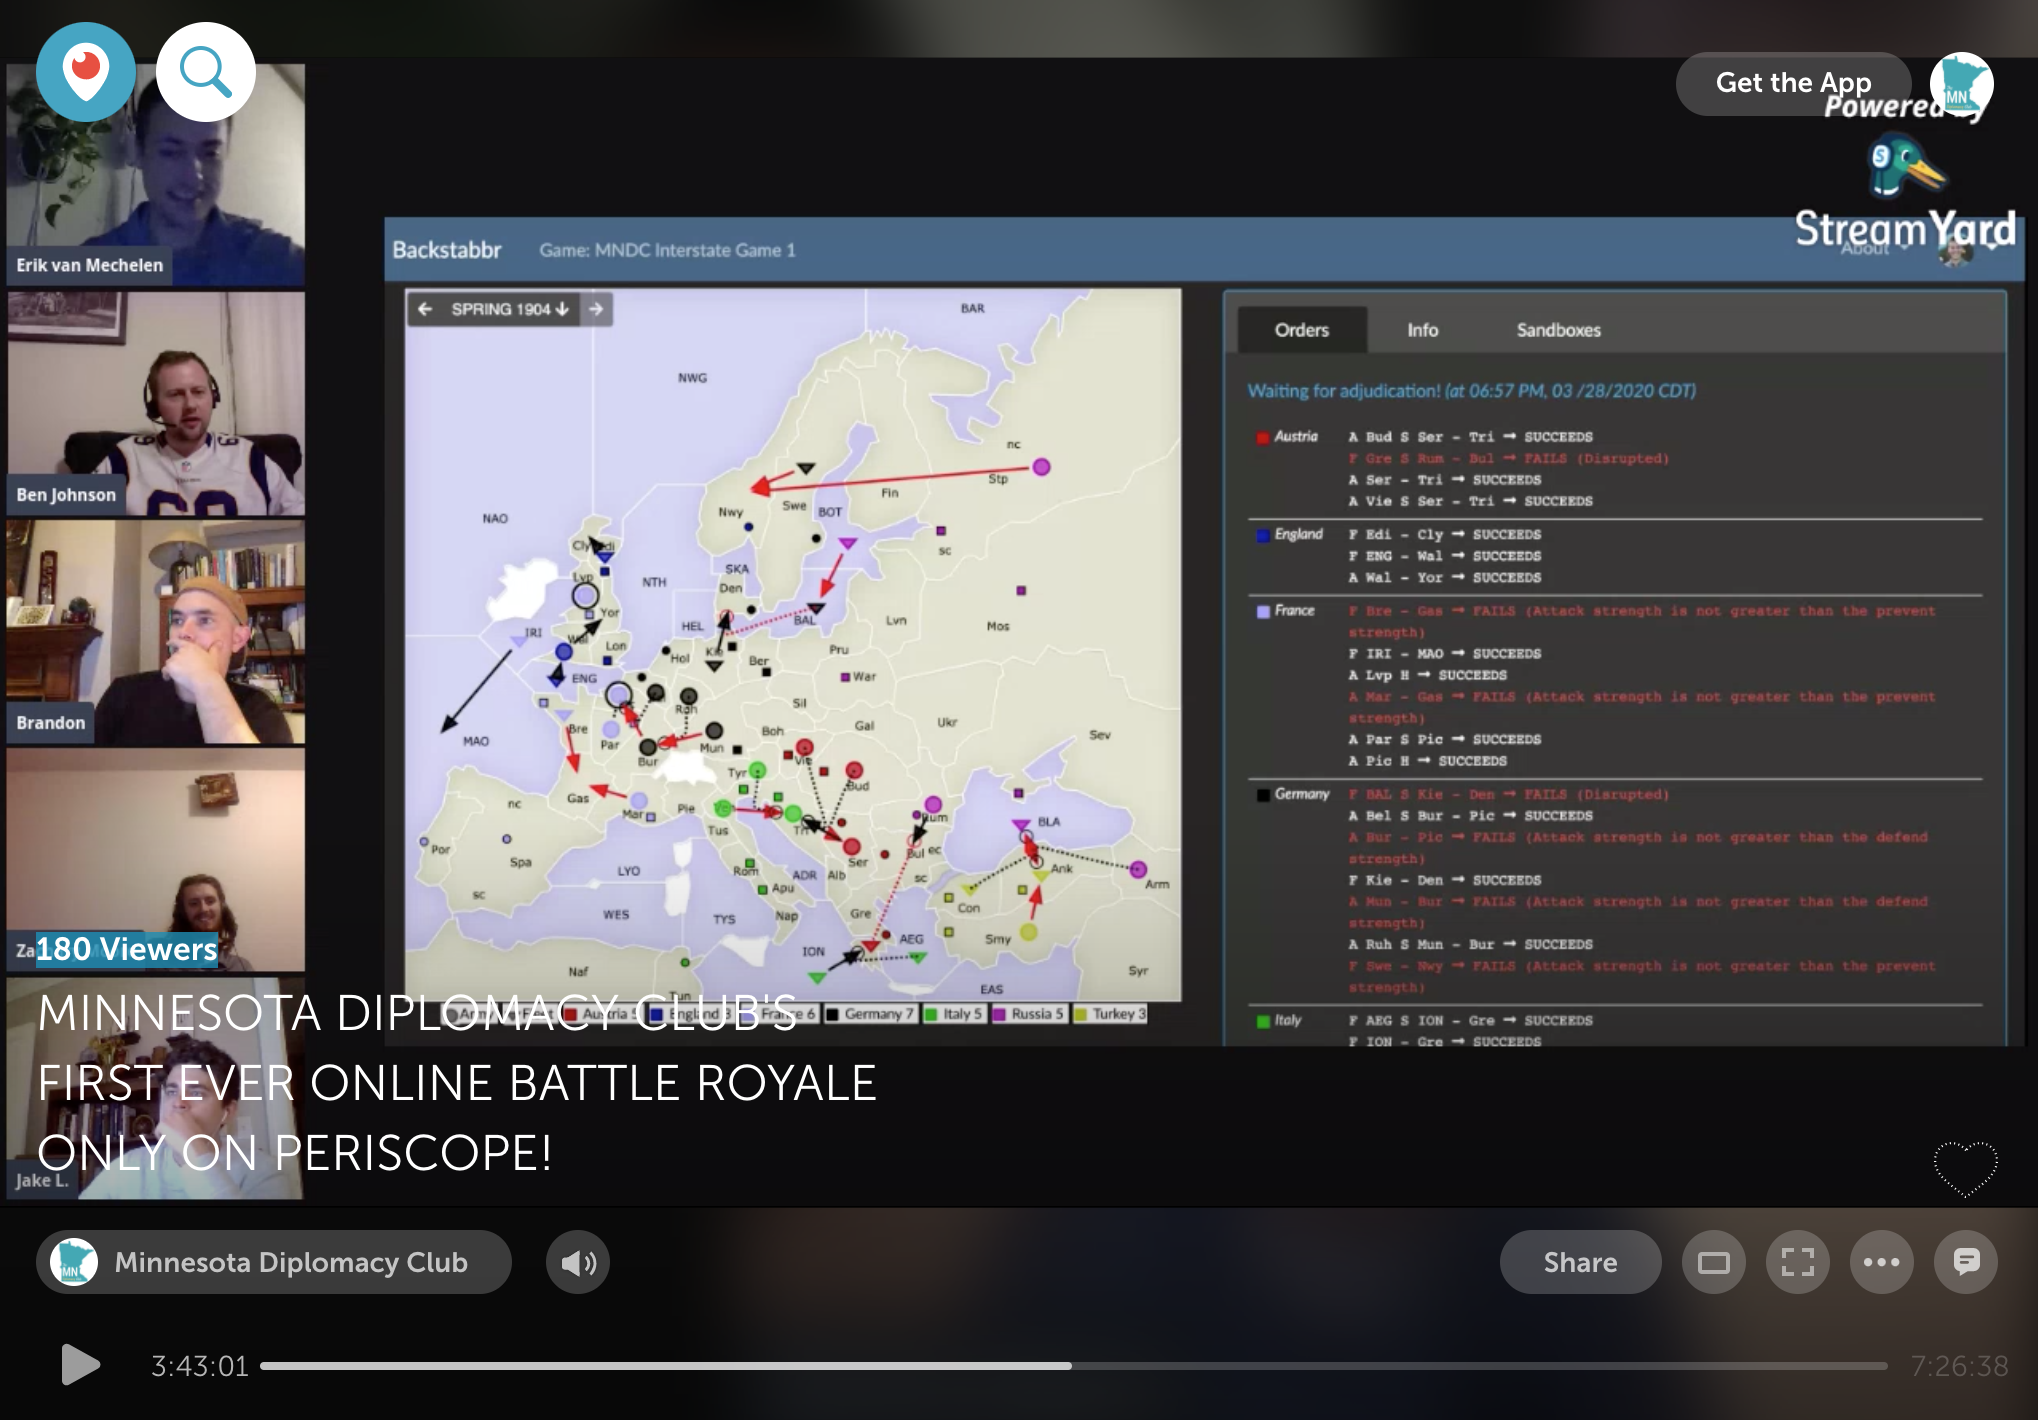 Get the App
MN
Powered by
StreamYard
Erik van Mechelen
Ben Johnson
Brandon
180 Viewers
Jake L.
Backstabbr
Game: MNDC Interstate Game 1
About
← SPRING 1904 ↓ →
BAR
NWG
nc
Stp
Fin
Swe
BOT
Nwy
NAO
sc
Cly
Edi
SKA
NTH
Den
Lvp
Yor
IRI
HEL
BAL
Lvn
Mos
Wal
Lon
Hol
Kie
Ber
Pru
ENG
War
Ruh
Sil
Bre
Par
Boh
Gal
Ukr
MAO
Bur
Mun
Sev
Tyr
Vie
Bud
nc
Gas
Mar
Pie
Ven
Tus
Tri
Rum
BLA
Por
Spa
Ser
Bul
ec
LYO
Rom
ADR
Alb
sc
Ank
Arm
sc
Apu
Con
WES
TYS
Nap
Gre
AEG
Smy
ION
Naf
Tun
EAS
Syr
Austria 5
England 3
France 6
Germany 7
Italy 5
Russia 5
Turkey 3
Orders
Info
Sandboxes
Waiting for adjudication! (at 06:57 PM, 03 /28/2020 CDT)
Austria
A Bud S Ser - Tri → SUCCEEDS
F Gre S Rum - Bul → FAILS (Disrupted)
A Ser - Tri → SUCCEEDS
A Vie S Ser - Tri → SUCCEEDS
England
F Edi - Cly → SUCCEEDS
F ENG - Wal → SUCCEEDS
A Wal - Yor → SUCCEEDS
France
F Bre - Gas → FAILS (Attack strength is not greater than the prevent
strength)
F IRI - MAO → SUCCEEDS
A Lvp H → SUCCEEDS
A Mar - Gas → FAILS (Attack strength is not greater than the prevent
strength)
A Par S Pic → SUCCEEDS
A Pic H → SUCCEEDS
Germany
F BAL S Kie - Den → FAILS (Disrupted)
A Bel S Bur - Pic → SUCCEEDS
A Bur - Pic → FAILS (Attack strength is not greater than the defend
strength)
F Kie - Den → SUCCEEDS
A Mun - Bur → FAILS (Attack strength is not greater than the defend
strength)
A Ruh S Mun - Bur → SUCCEEDS
F Swe - Nwy → FAILS (Attack strength is not greater than the prevent
strength)
Italy
F AEG S ION - Gre → SUCCEEDS
F ION - Gre → SUCCEEDS
MINNESOTA DIPLOMACY CLUB'S
FIRST EVER ONLINE BATTLE ROYALE
ONLY ON PERISCOPE!
MN
Minnesota Diplomacy Club
Share
3:43:01
7:26:38